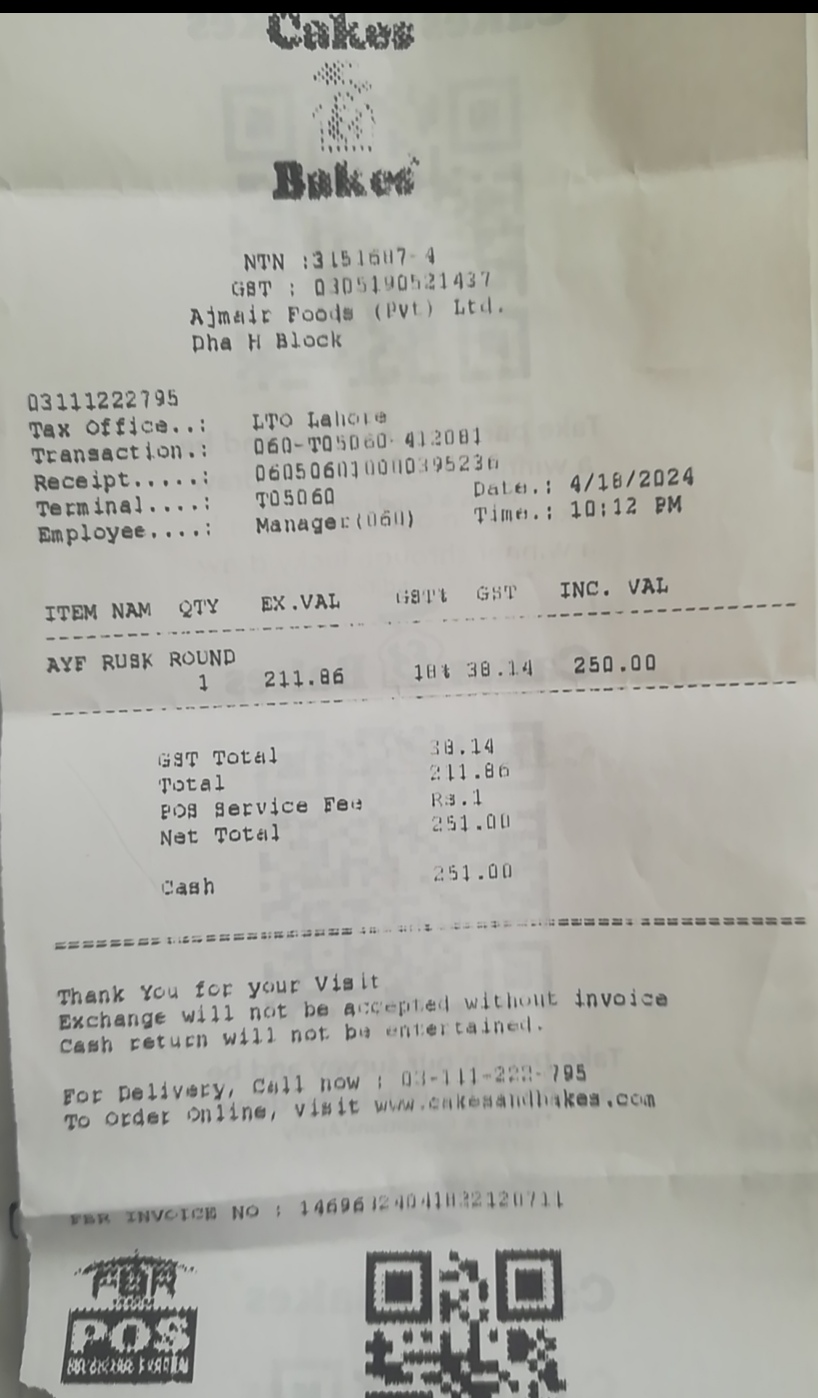 Cakes
Bakes
NTN :3151687-4
GST : 0305190521437
Ajmair Foods (Pvt) Ltd.
Dha H Block
03111222795
Tax Office..: LTO Lahore
Transaction.: 060-T05060-412081
Receipt.....:
Terminal....: T05060 Date.: 4/18/2024
Employee....: Manager(060) Time.: 10:12 PM
ITEM NAM QTY EX.VAL GST% GST INC. VAL
AYF RUSK ROUND
1 211.86 18% 38.14 250.00
GST Total 38.14
Total 211.86
POS Service Fee Rs.1
Net Total 251.00
Cash 251.00
Thank You for your Visit
Exchange will not be accepted without invoice
Cash return will not be entertained.
For Delivery, Call now : 03-111-222-795
To Order Online, visit www.cakesandbakes.com
FBR INVOICE NO :
FBR
POS